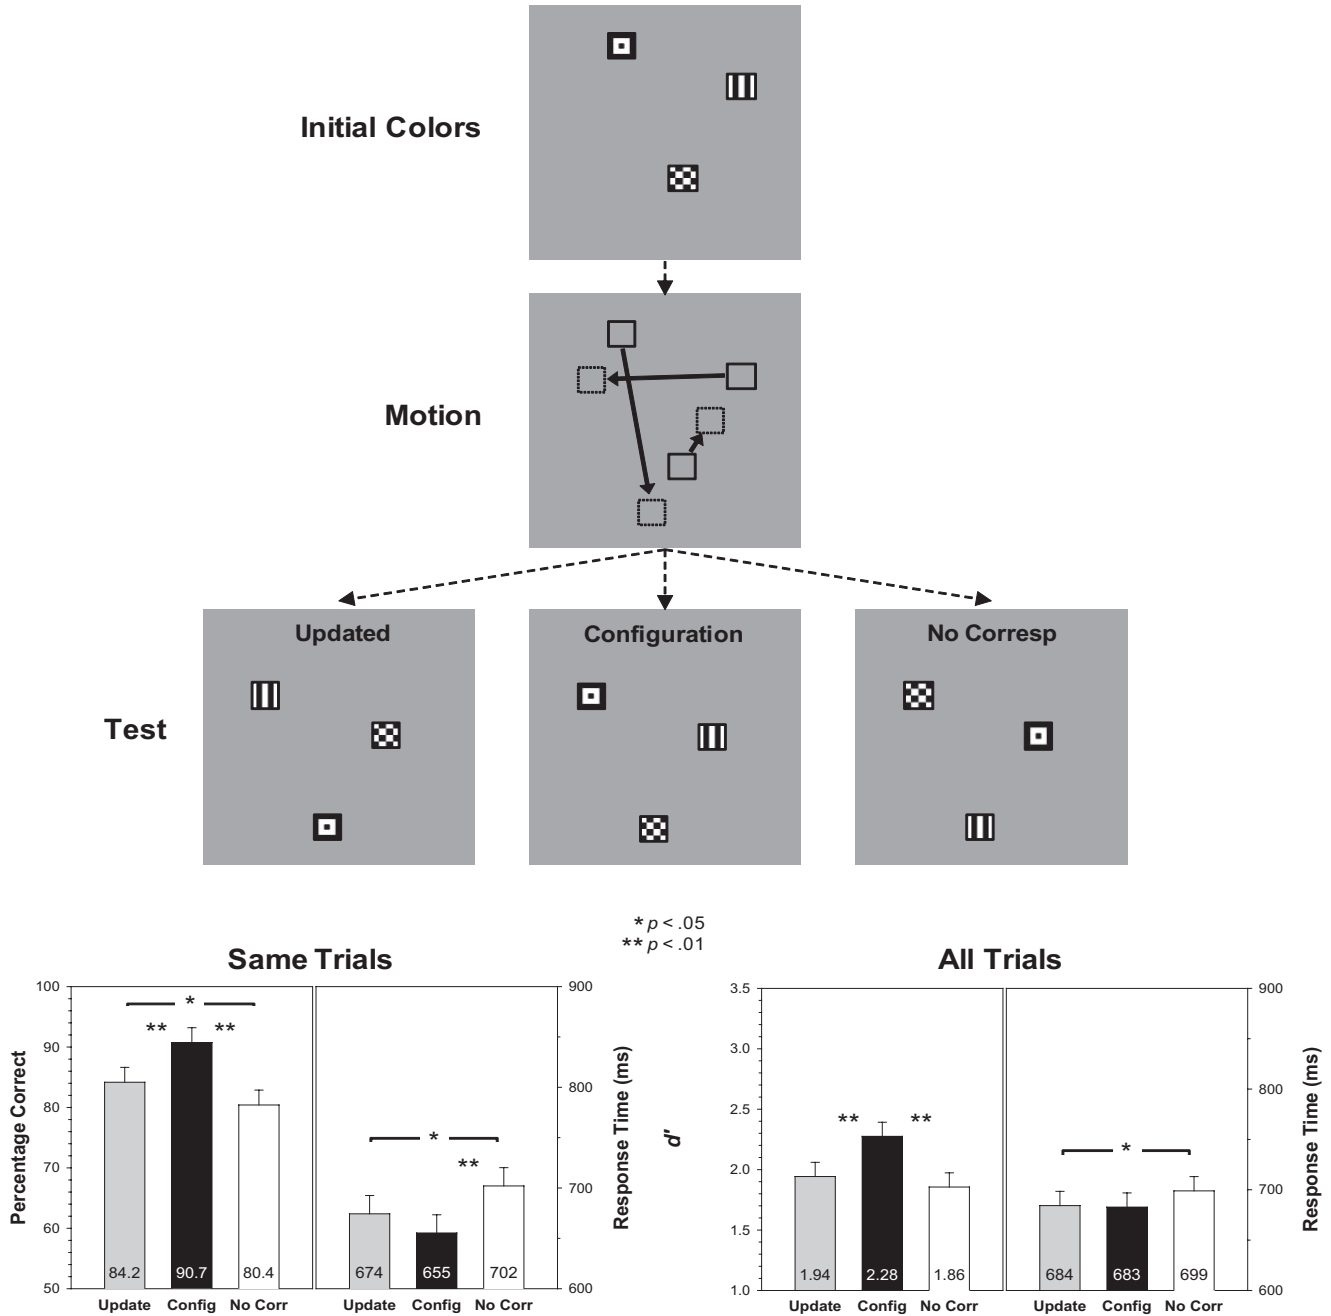 Initial Colors
Motion
Updated
Configuration
No Corresp
Test
* p < .05
** p < .01
Same Trials
All Trials
Percentage Correct
100
90
80
70
60
50
*
**
**
84.2
90.7
80.4
Update
Config
No Corr
*
**
674
655
702
Update
Config
No Corr
900
800
700
600
Response Time (ms)
d'
3.5
3.0
2.5
2.0
1.5
1.0
**
**
1.94
2.28
1.86
Update
Config
No Corr
*
684
683
699
Update
Config
No Corr
900
800
700
600
Response Time (ms)